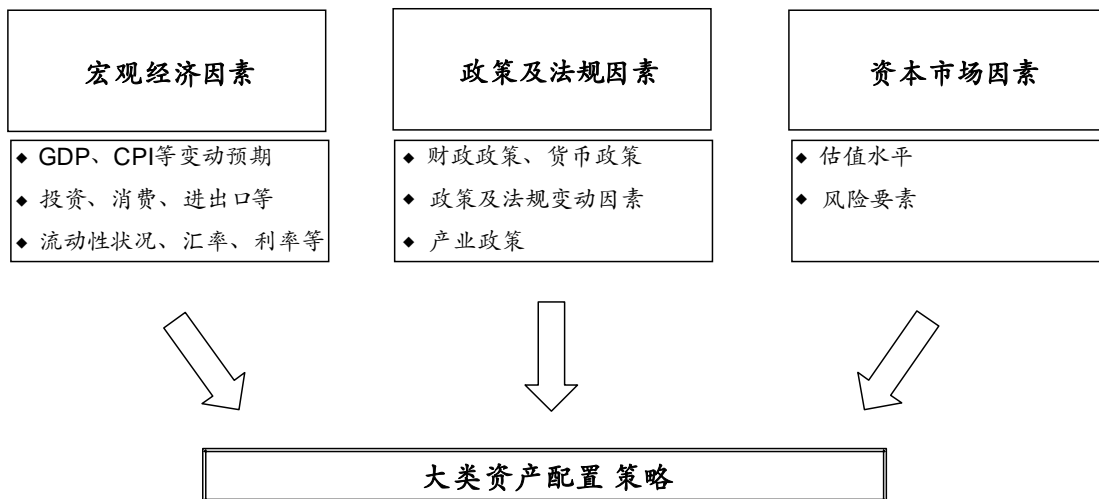 宏观经济因素
◆ GDP、CPI等变动预期
◆ 投资、消费、进出口等
◆ 流动性状况、汇率、利率等
政策及法规因素
◆ 财政政策、货币政策
◆ 政策及法规变动因素
◆ 产业政策
资本市场因素
◆ 估值水平
◆ 风险要素
大类资产配置 策略